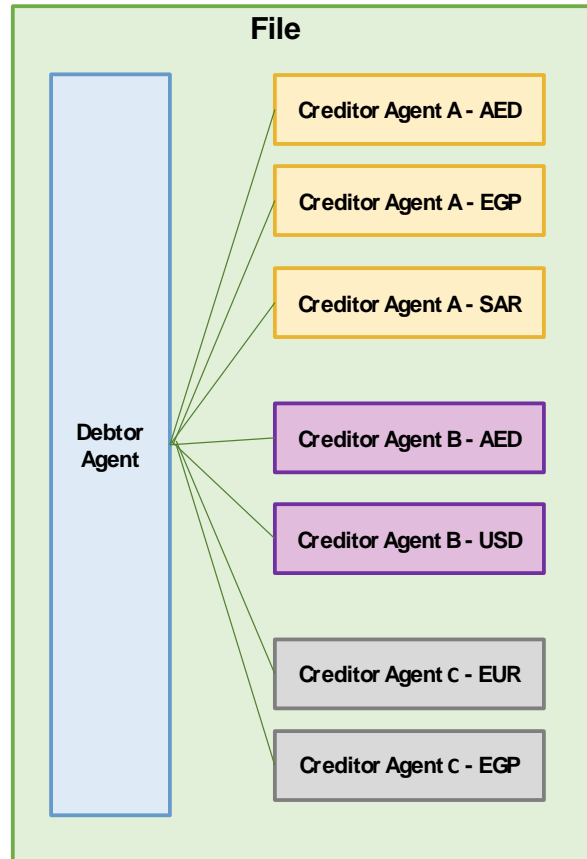 File
Creditor Agent A - AED
Creditor Agent A - EGP
Creditor Agent A - SAR
Debtor
Agent
Creditor Agent B - AED
Creditor Agent B - USD
Creditor Agent C - EUR
Creditor Agent C - EGP